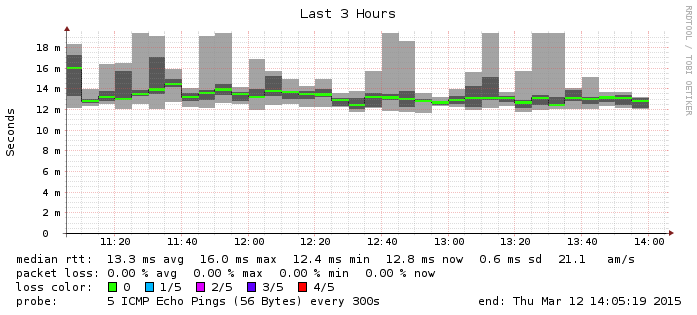 Last 3 Hours
RRDTOOL / TOBI OETIKER
Seconds
18 m
16 m
14 m
12 m
10 m
8 m
6 m
4 m
2 m
0
11:20 11:40 12:00 12:20 12:40 13:00 13:20 13:40 14:00
median rtt: 13.3 ms avg 16.0 ms max 12.4 ms min 12.8 ms now 0.6 ms sd 21.1 am/s
packet loss: 0.00 % avg 0.00 % max 0.00 % min 0.00 % now
loss color: 0 1/5 2/5 3/5 4/5
probe: 5 ICMP Echo Pings (56 Bytes) every 300s end: Thu Mar 12 14:05:19 2015